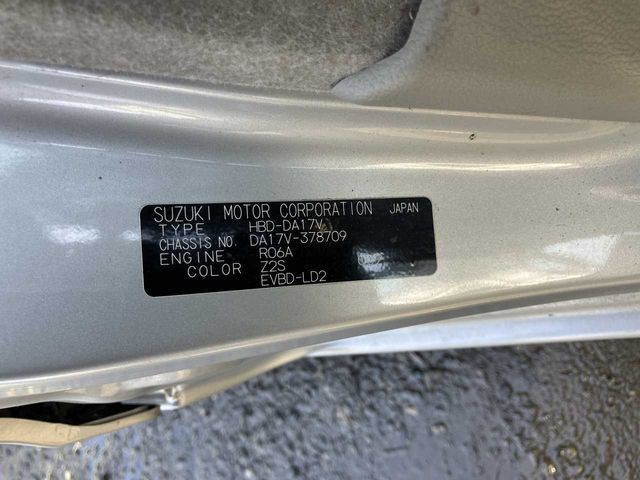 SUZUKI MOTOR CORPORATION JAPAN
TYPE HBD-DA17V
CHASSIS NO. DA17V-378709
ENGINE R06A
COLOR Z2S
EVBD-LD2